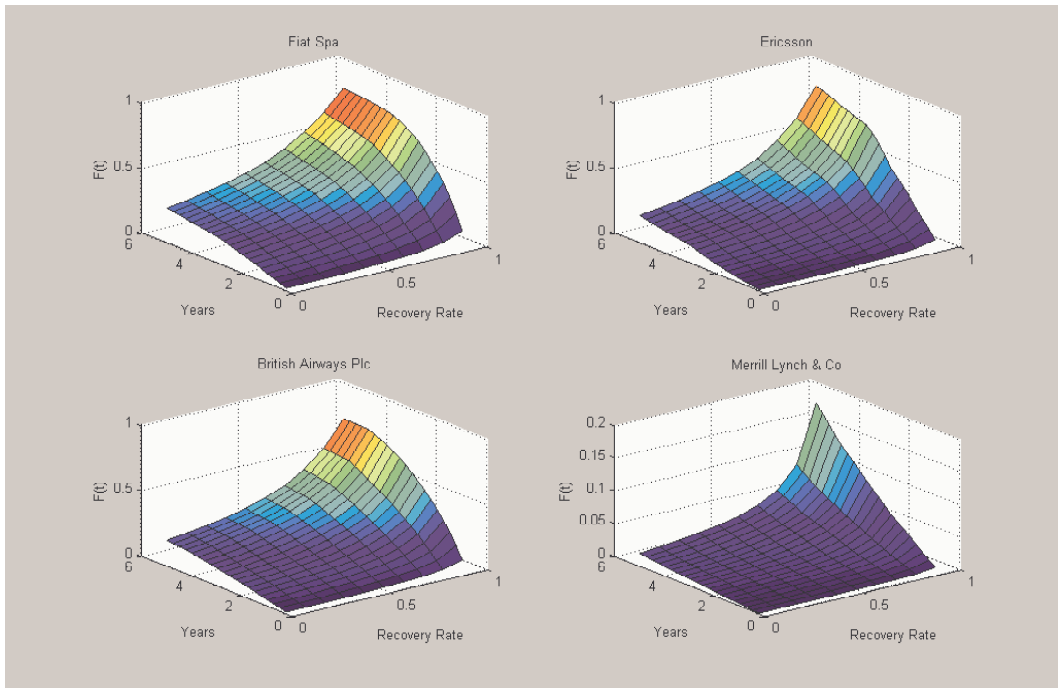 Fiat Spa
1
0.5
0
F(t)
6
4
2
0
Years
0
0.5
1
Recovery Rate
Ericsson
1
0.5
0
F(t)
6
4
2
0
Years
0
0.5
1
Recovery Rate
British Airways Plc
1
0.5
0
F(t)
6
4
2
0
Years
0
0.5
1
Recovery Rate
Merrill Lynch & Co
0.2
0.15
0.1
0.05
0
F(t)
6
4
2
0
Years
0
0.5
1
Recovery Rate